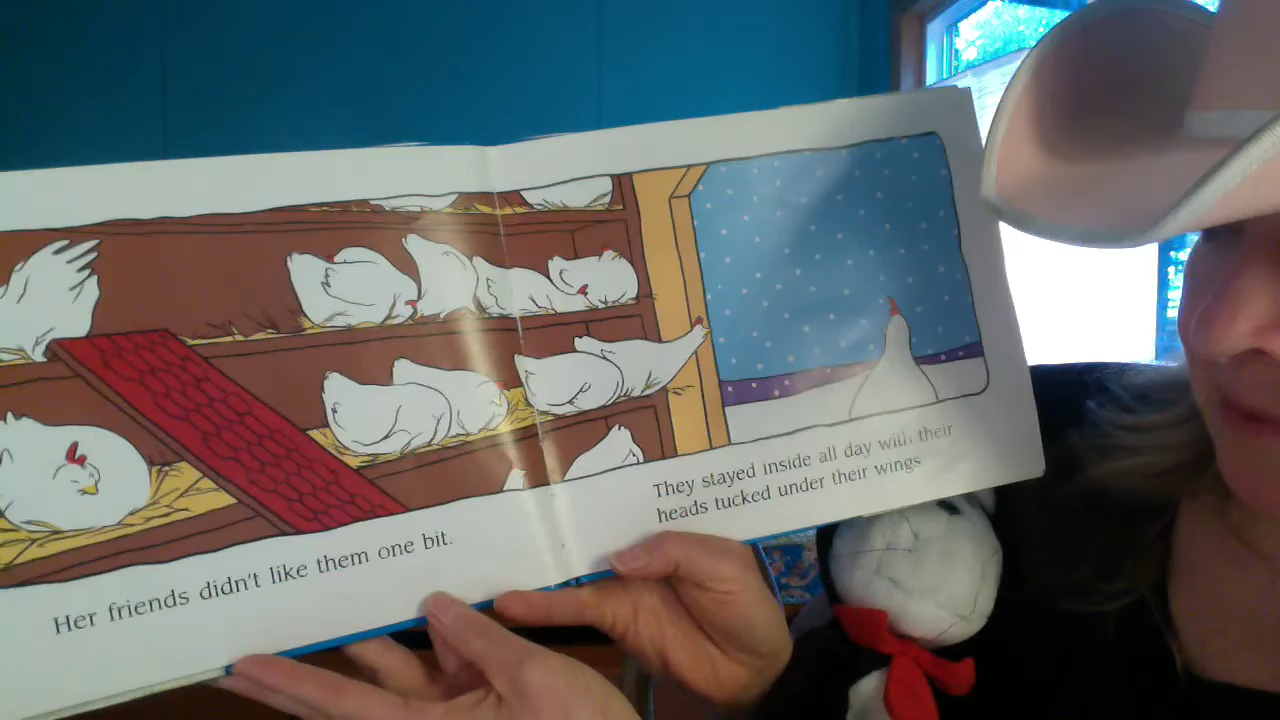 Her friends didn't like them one bit.
They stayed inside all day with their
heads tucked under their wings